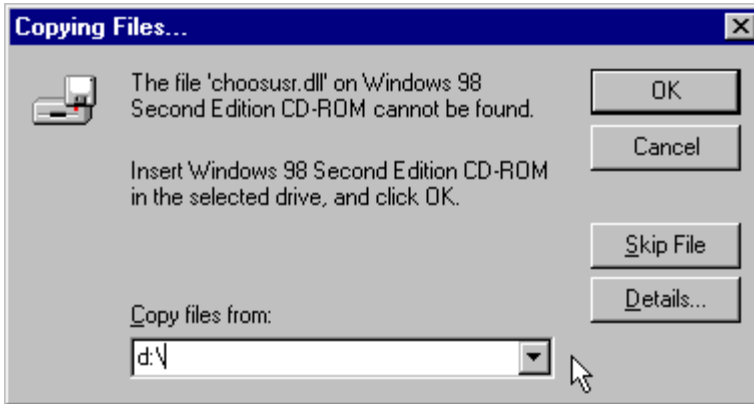 Copying Files...
The file 'choosusr.dll' on Windows 98
Second Edition CD-ROM cannot be found.
Insert Windows 98 Second Edition CD-ROM
in the selected drive, and click OK.
Copy files from:
d:\
OK
Cancel
Skip File
Details...